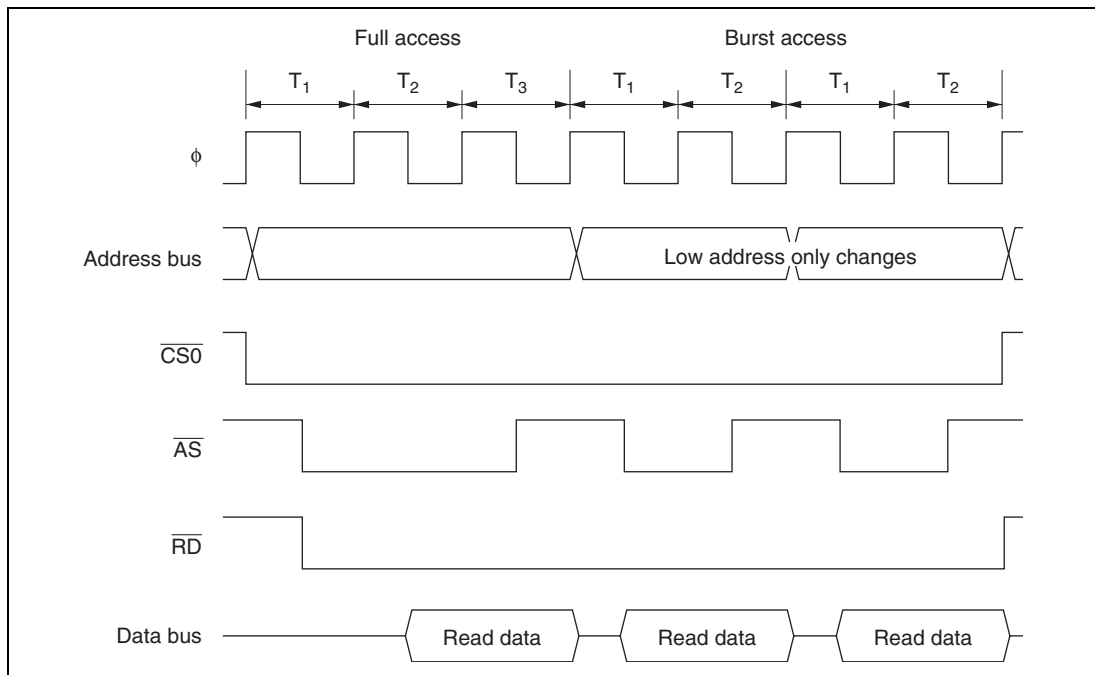 Full access Burst access
T1 T2 T3 T1 T2 T1 T2
ϕ
Address bus Low address only changes
CS0
AS
RD
Data bus Read data Read data Read data